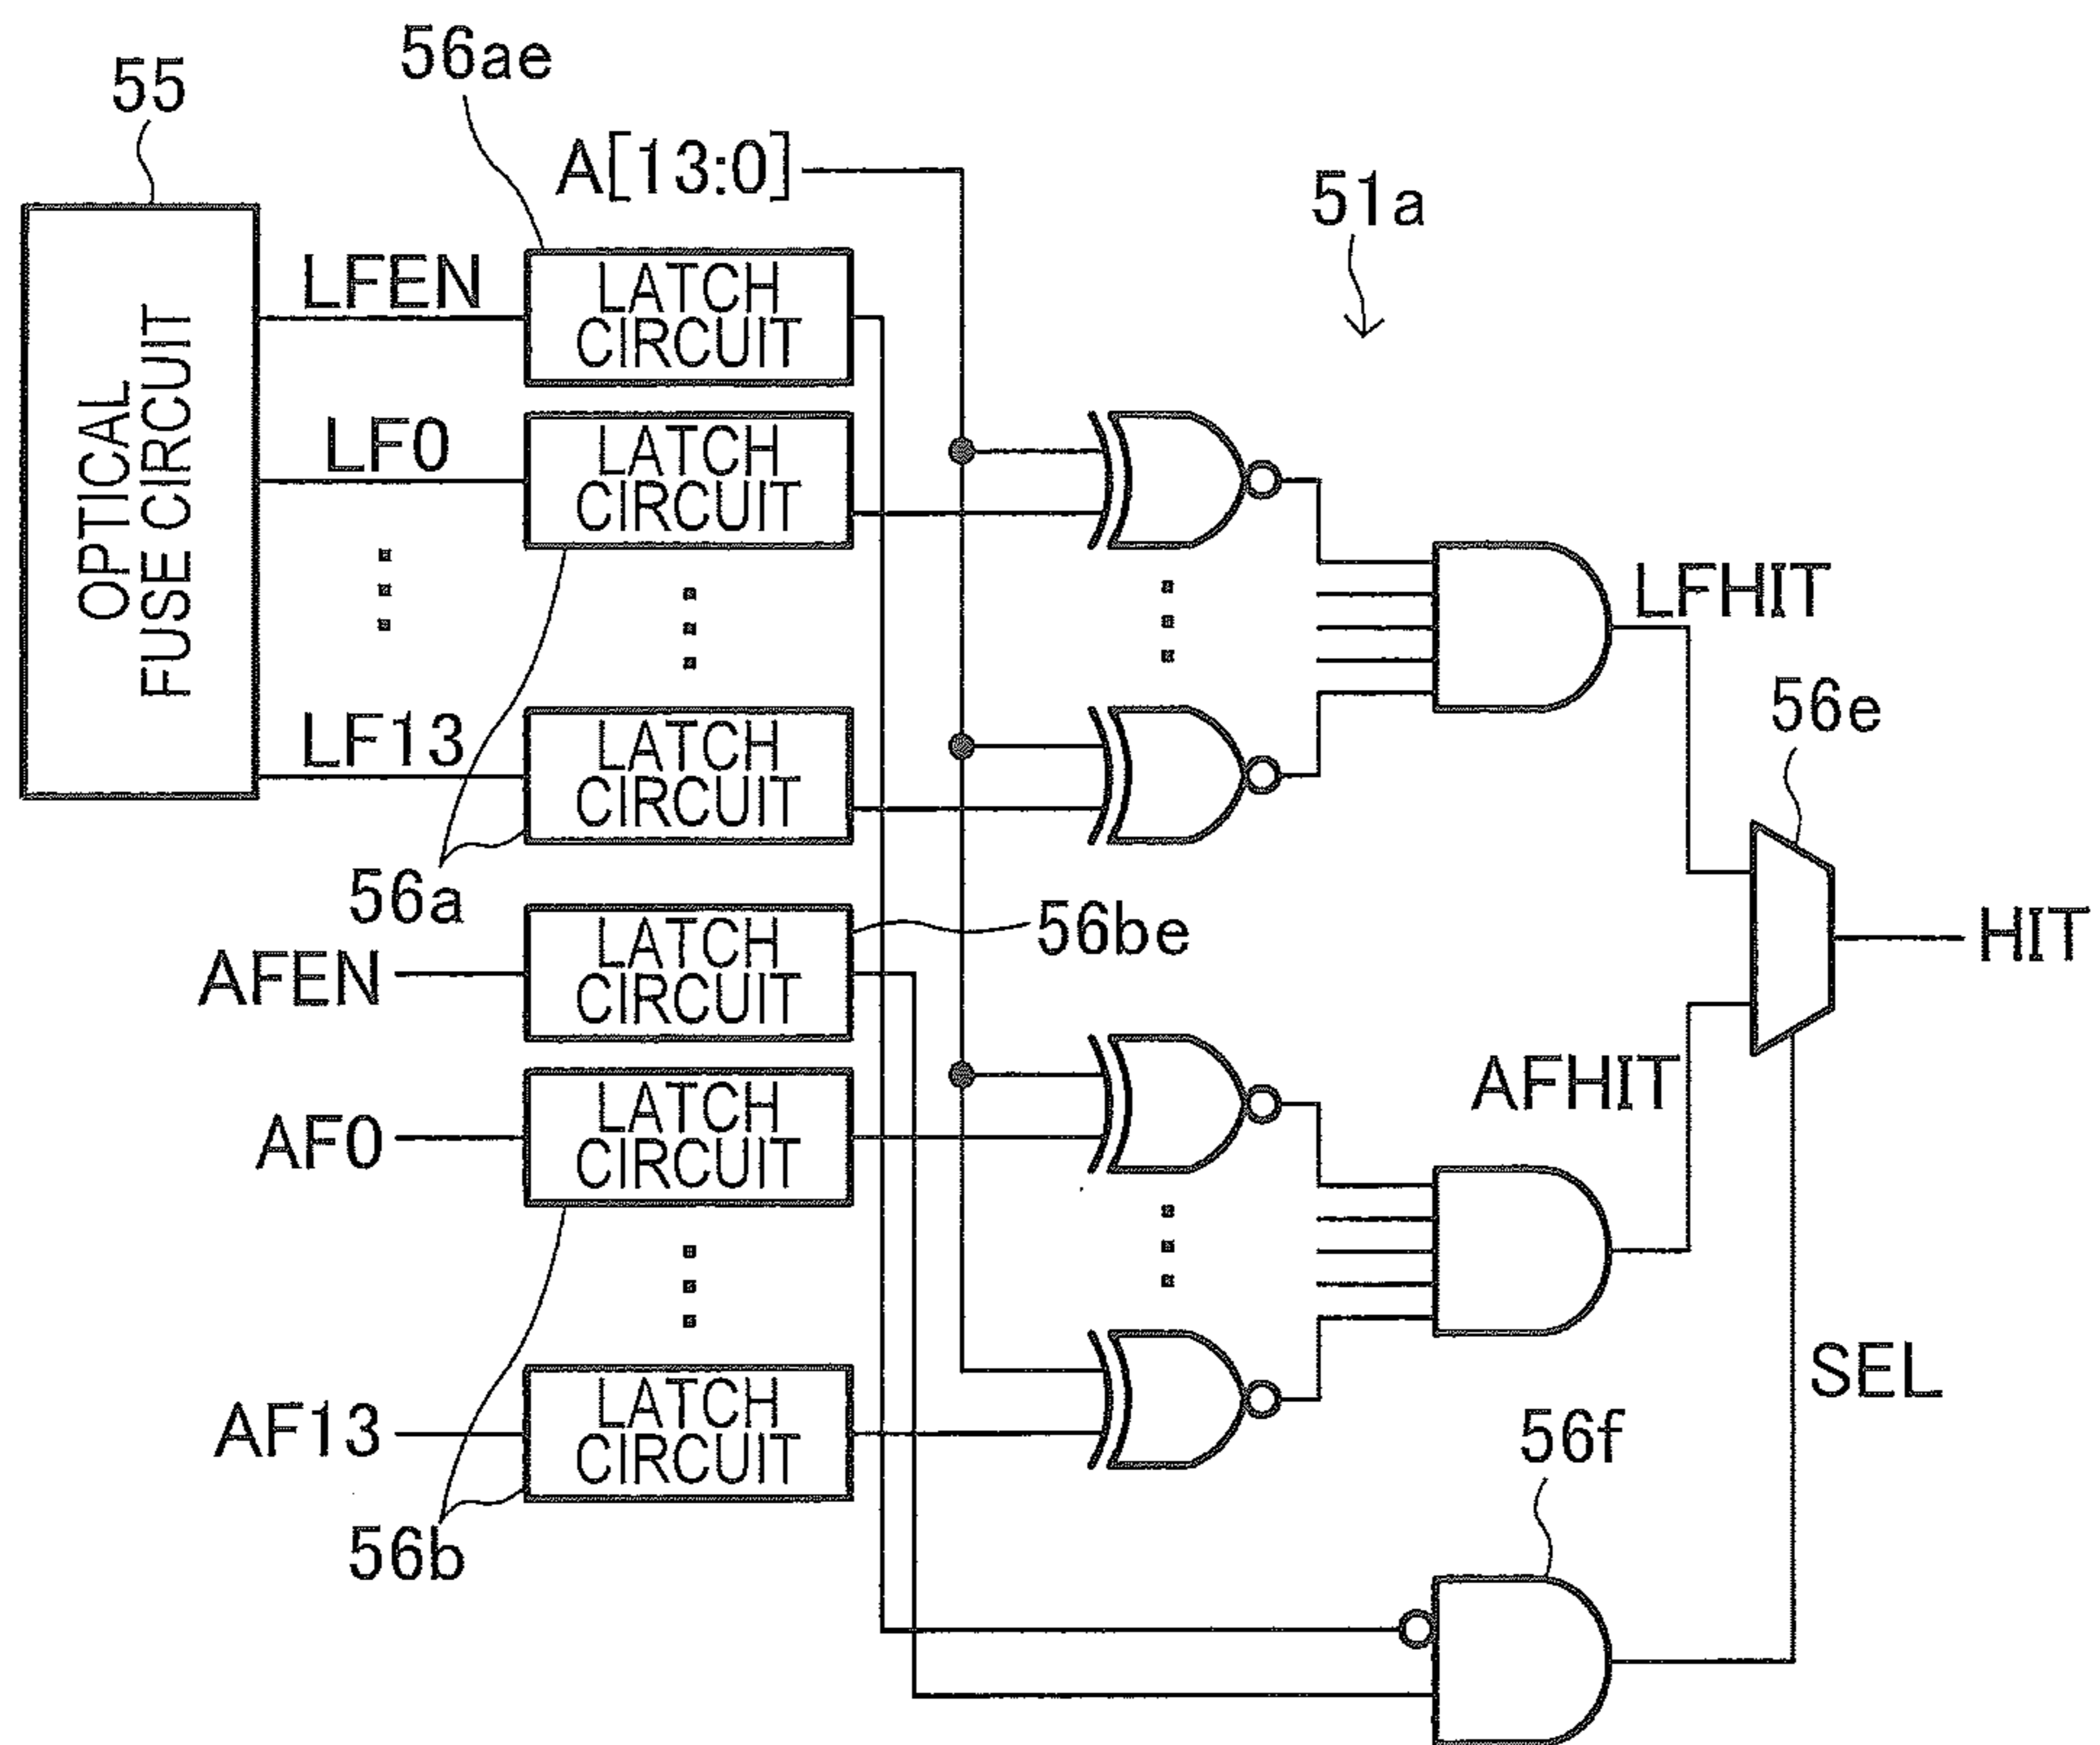 55
56ae
A[13:0]
51a
OPTICAL
FUSE CIRCUIT
LFEN
LATCH
CIRCUIT
LF0
LATCH
CIRCUIT
LFHIT
LF13
LATCH
CIRCUIT
56e
56a
LATCH
CIRCUIT
56be
HIT
AFEN
AF0
LATCH
CIRCUIT
AFHIT
AF13
LATCH
CIRCUIT
SEL
56f
56b